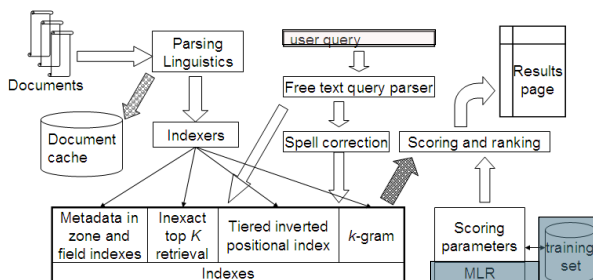 Documents
Parsing
Linguistics
user query
Free text query parser
Results
page
Document
cache
Indexers
Spell correction
Scoring and ranking
Metadata in
zone and
field indexes
Inexact
top K
retrieval
Tiered inverted
positional index
k-gram
Indexes
Scoring
parameters
MLR
training
set